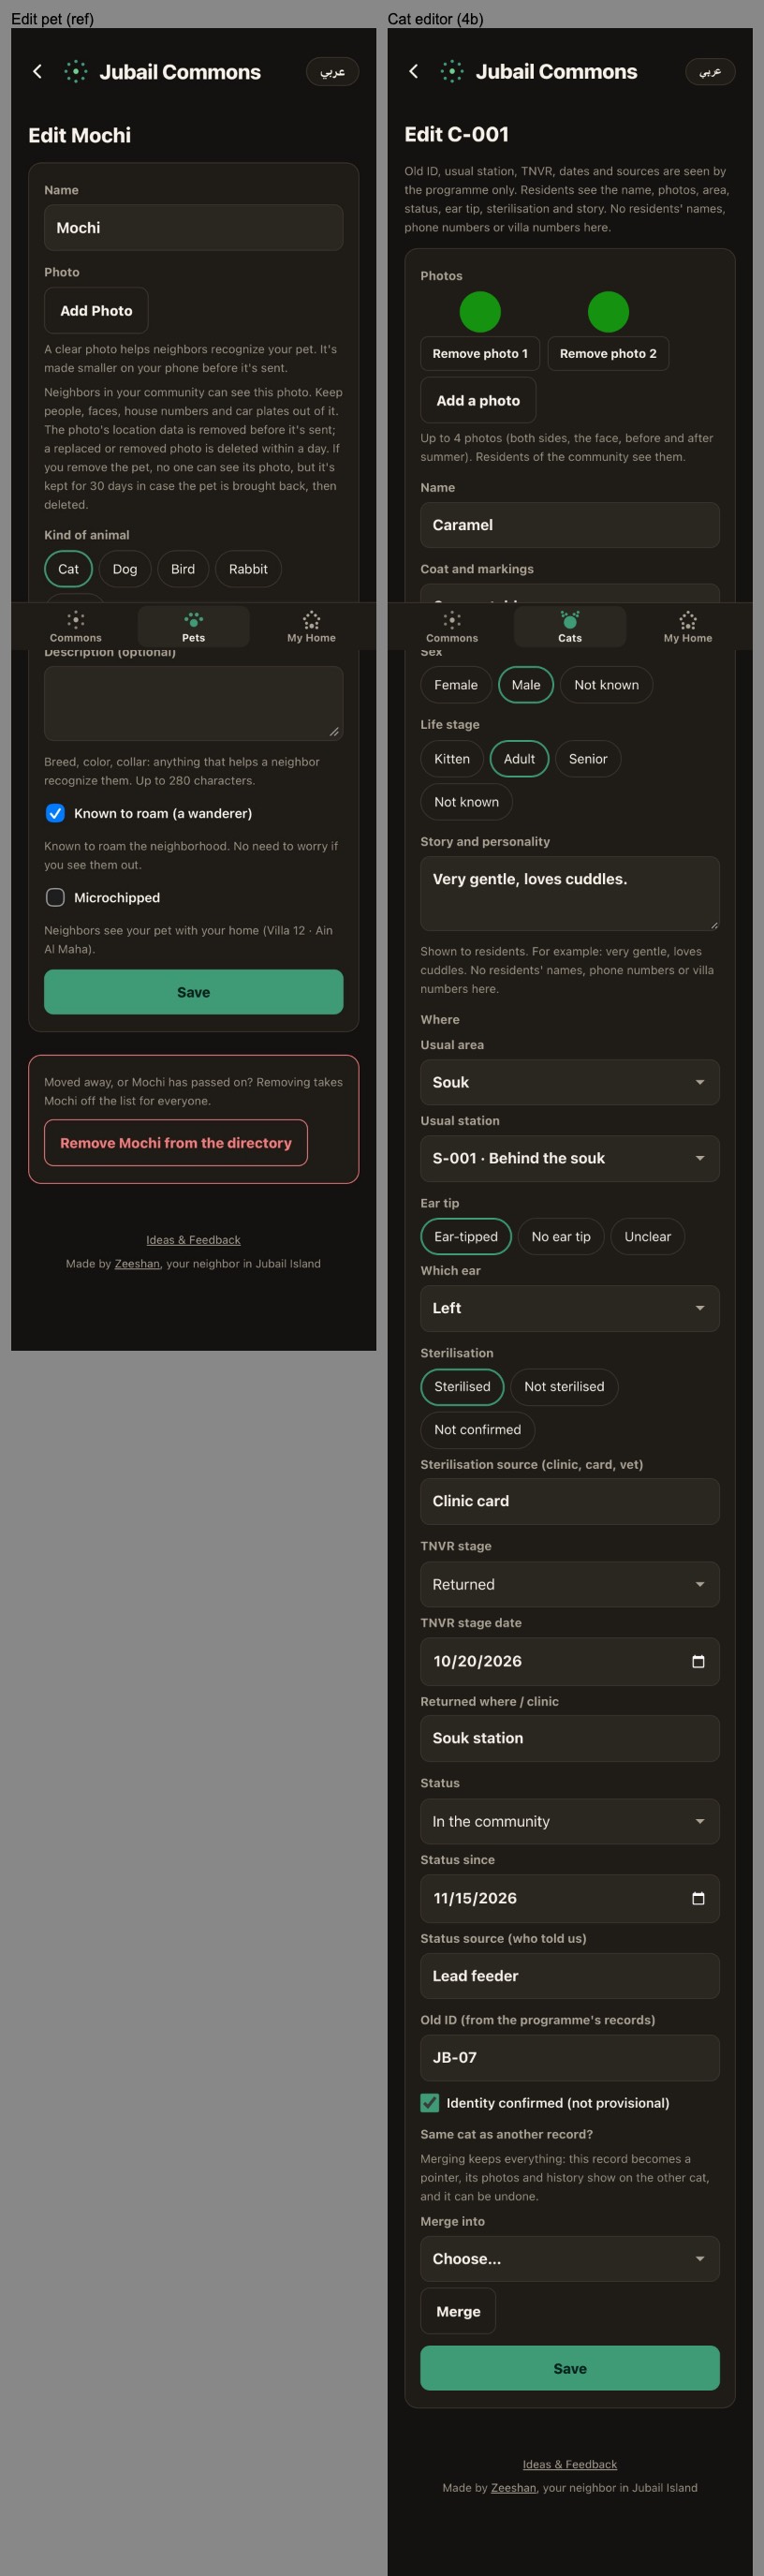 Edit pet (ref)
Jubail Commons
عربي
Edit Mochi
Name
Mochi
Photo
Add Photo
A clear photo helps neighbors recognize your pet. It's
made smaller on your phone before it's sent.
Neighbors in your community can see this photo. Keep
people, faces, house numbers and car plates out of it.
The photo's location data is removed before it's sent;
a replaced or removed photo is deleted within a day. If
you remove the pet, no one can see its photo, but it's
kept for 30 days in case the pet is brought back, then
deleted.
Kind of animal
Cat
Dog
Bird
Rabbit
Commons
Pets
My Home
Description (optional)
Breed, color, collar: anything that helps a neighbor
recognize them. Up to 280 characters.
Known to roam (a wanderer)
Known to roam the neighborhood. No need to worry if
you see them out.
Microchipped
Neighbors see your pet with your home (Villa 12 · Ain
Al Maha).
Save
Moved away, or Mochi has passed on? Removing takes
Mochi off the list for everyone.
Remove Mochi from the directory
Ideas & Feedback
Made by Zeeshan, your neighbor in Jubail Island
Cat editor (4b)
Jubail Commons
عربي
Edit C-001
Old ID, usual station, TNVR, dates and sources are seen by
the programme only. Residents see the name, photos, area,
status, ear tip, sterilisation and story. No residents' names,
phone numbers or villa numbers here.
Photos
Remove photo 1
Remove photo 2
Add a photo
Up to 4 photos (both sides, the face, before and after
summer). Residents of the community see them.
Name
Caramel
Coat and markings
Commons
Cats
My Home
Sex
Female
Male
Not known
Life stage
Kitten
Adult
Senior
Not known
Story and personality
Very gentle, loves cuddles.
Shown to residents. For example: very gentle, loves
cuddles. No residents' names, phone numbers or villa
numbers here.
Where
Usual area
Souk
Usual station
S-001 · Behind the souk
Ear tip
Ear-tipped
No ear tip
Unclear
Which ear
Left
Sterilisation
Sterilised
Not sterilised
Not confirmed
Sterilisation source (clinic, card, vet)
Clinic card
TNVR stage
Returned
TNVR stage date
10/20/2026
Returned where / clinic
Souk station
Status
In the community
Status since
11/15/2026
Status source (who told us)
Lead feeder
Old ID (from the programme's records)
JB-07
Identity confirmed (not provisional)
Same cat as another record?
Merging keeps everything: this record becomes a
pointer, its photos and history show on the other cat,
and it can be undone.
Merge into
Choose...
Merge
Save
Ideas & Feedback
Made by Zeeshan, your neighbor in Jubail Island